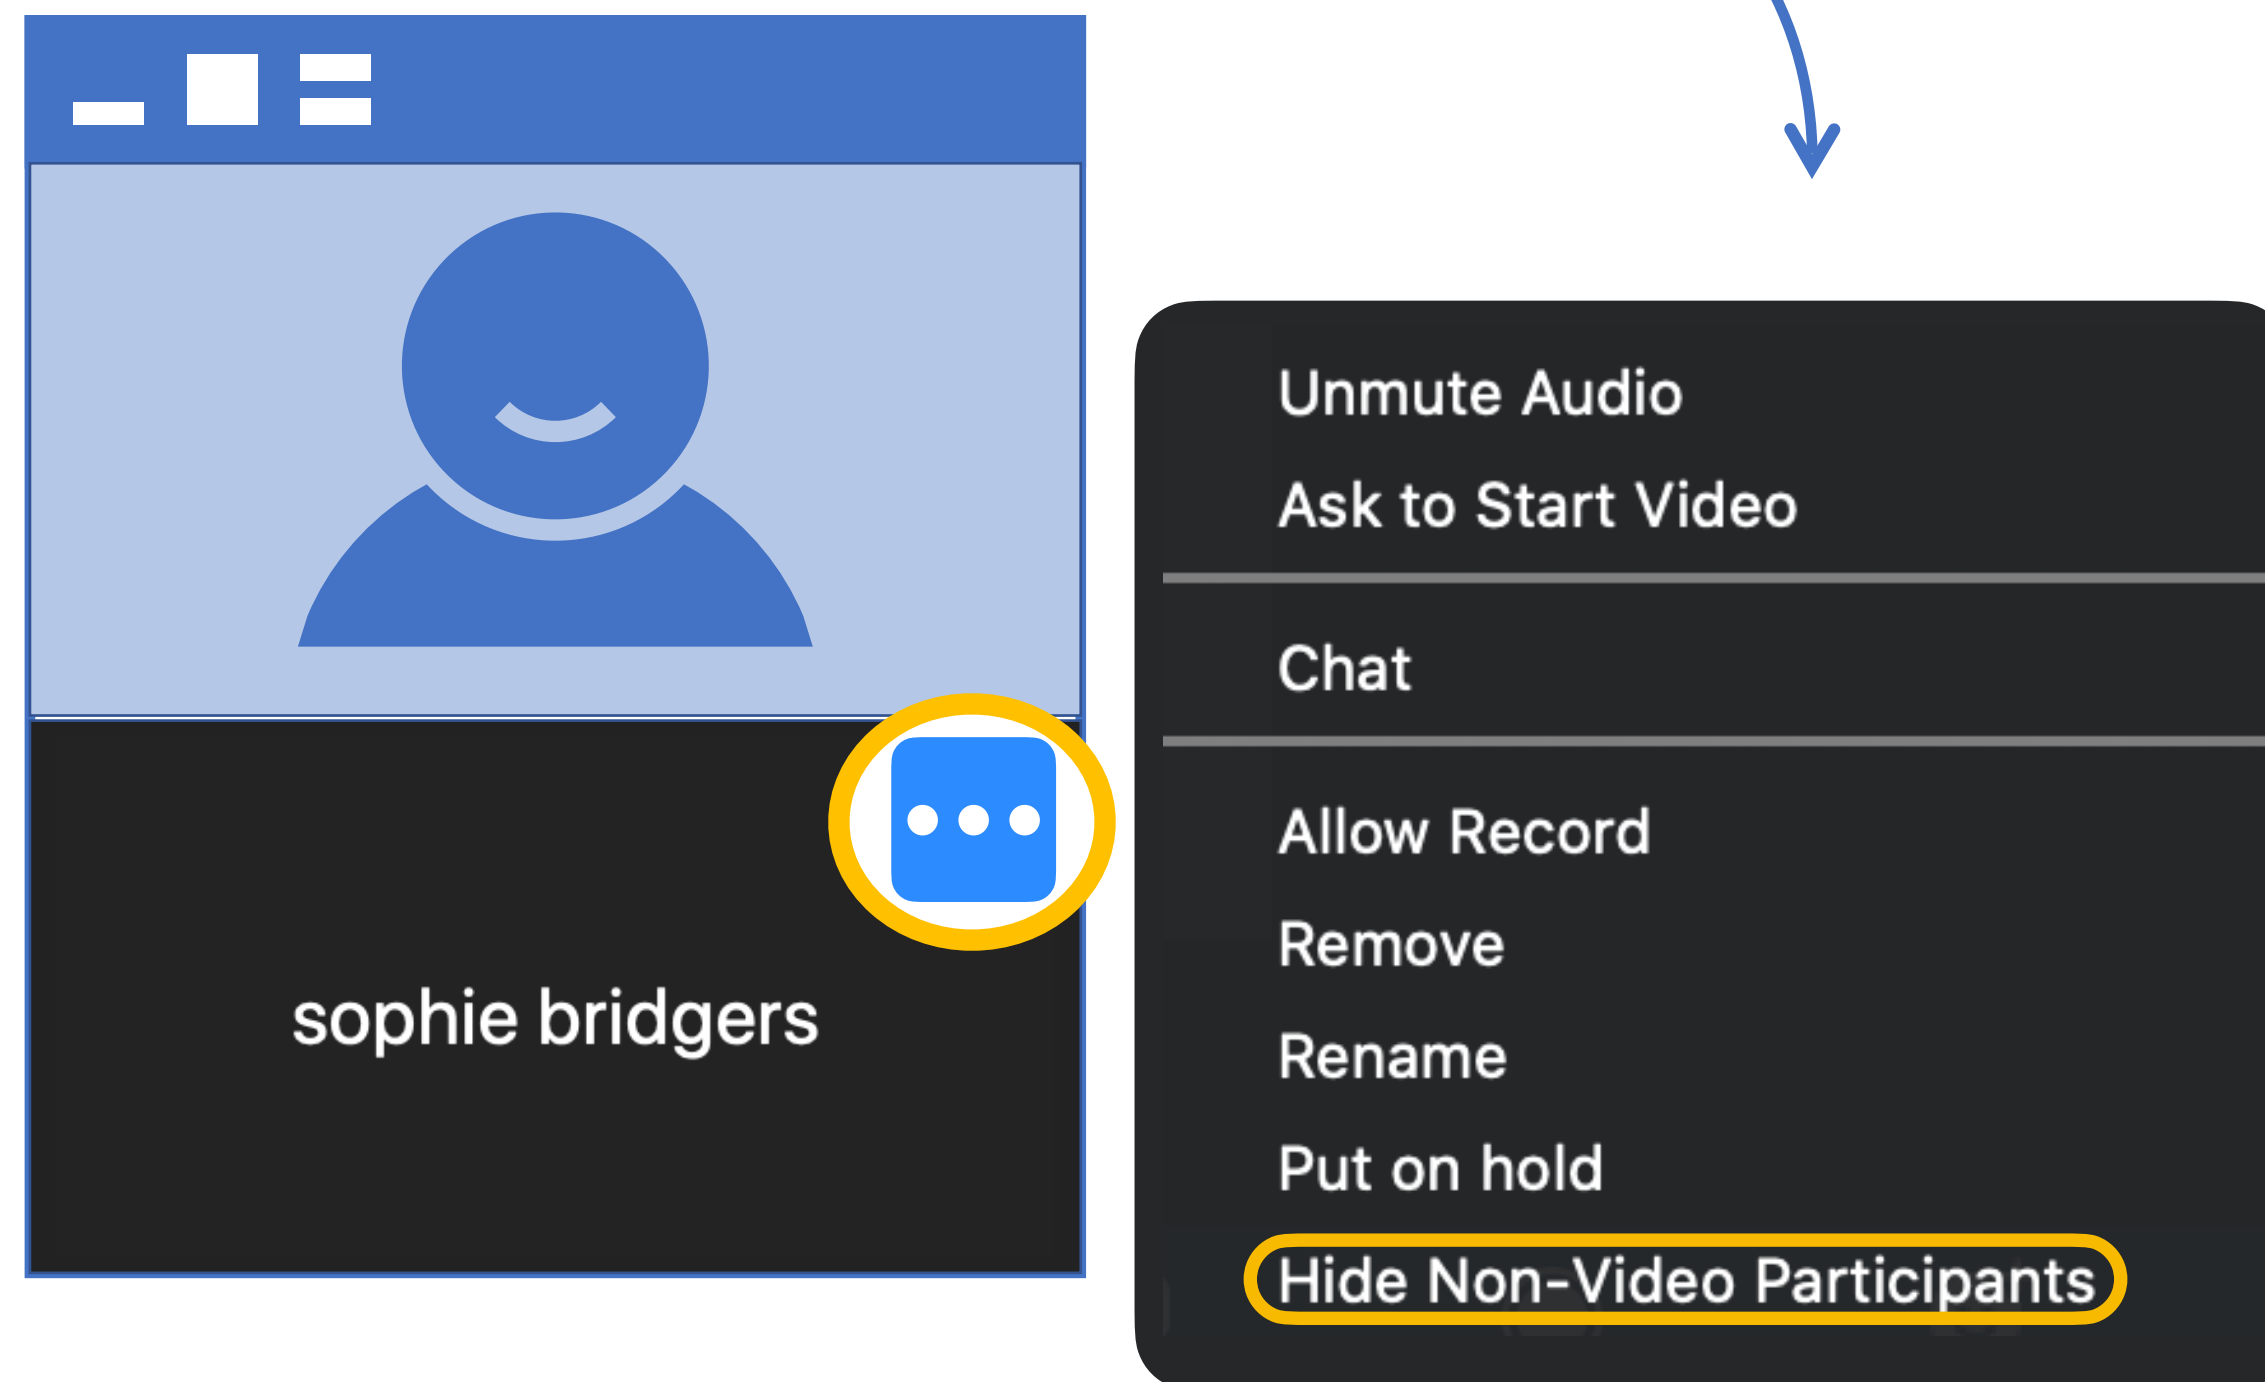 sophie bridgers
Unmute Audio
Ask to Start Video
Chat
Allow Record
Remove
Rename
Put on hold
Hide Non-Video Participants